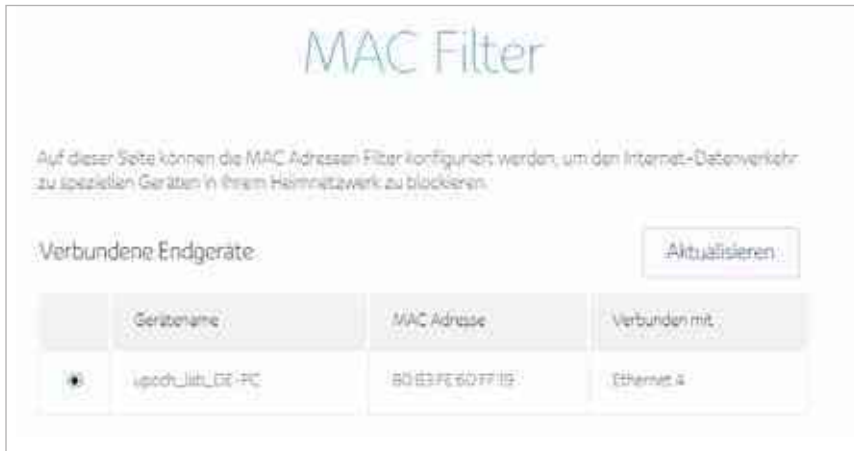 MAC Filter
Auf dieser Seite können die MAC Adressen Filter konfiguriert werden, um den Internet-Datenverkehr
zu speziellen Geräten in Ihrem Heimnetzwerk zu blockieren.
Verbundene Endgeräte
Aktualisieren
Gerätename MAC Adresse Verbunden mit
Ethernet 4